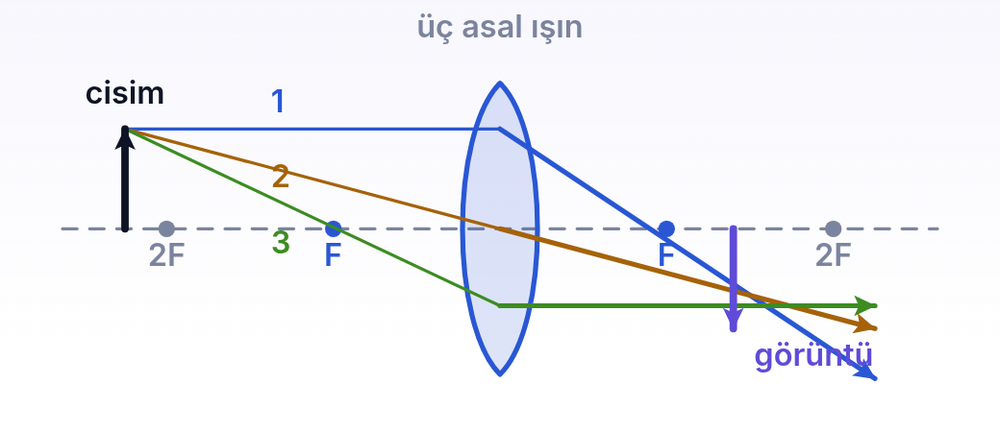 üç asal ışın
cisim
1
2
3
2F
F
F
2F
görüntü